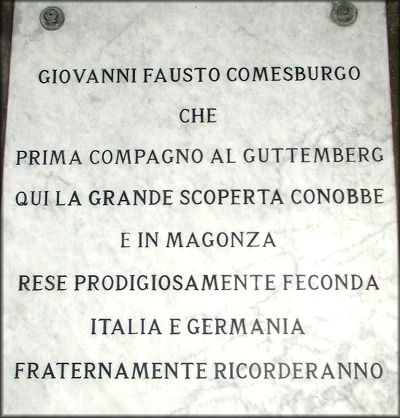 GIOVANNI FAUSTO COMESBURGO
CHE
PRIMA COMPAGNO AL GUTTEMBERG
QUI LA GRANDE SCOPERTA CONOBBE
E IN MAGONZA
RESE PRODIGIOSAMENTE FECONDA
ITALIA E GERMANIA
FRATERNAMENTE RICORDERANNO